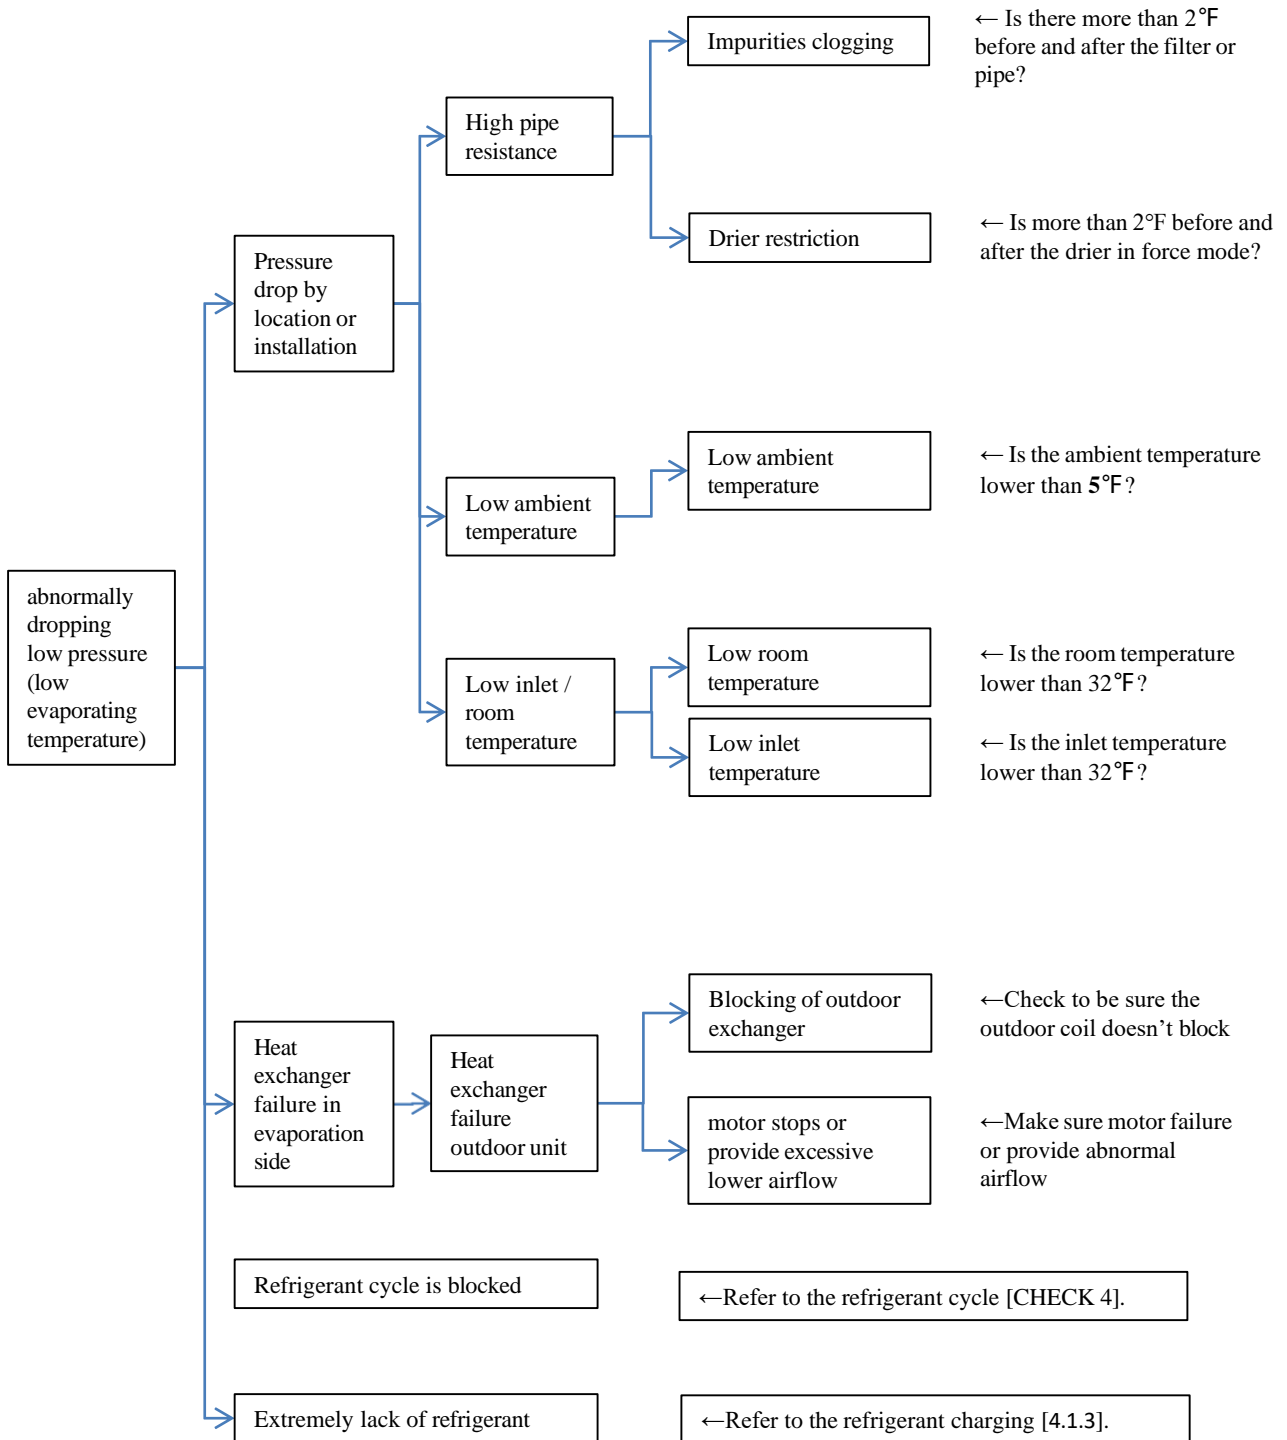 Impurities clogging
← Is there more than 2°F
before and after the filter or
pipe?
High pipe
resistance
Drier restriction
← Is more than 2°F before and
after the drier in force mode?
Pressure
drop by
location or
installation
Low ambient
temperature
← Is the ambient temperature
lower than 5°F?
Low ambient
temperature
abnormally
dropping
low pressure
(low
evaporating
temperature)
Low room
temperature
← Is the room temperature
lower than 32°F?
Low inlet /
room
temperature
Low inlet
temperature
← Is the inlet temperature
lower than 32°F?
Blocking of outdoor
exchanger
←Check to be sure the
outdoor coil doesn’t block
Heat
exchanger
failure in
evaporation
side
Heat
exchanger
failure
outdoor unit
motor stops or
provide excessive
lower airflow
←Make sure motor failure
or provide abnormal
airflow
Refrigerant cycle is blocked
←Refer to the refrigerant cycle [CHECK 4].
Extremely lack of refrigerant
←Refer to the refrigerant charging [4.1.3].